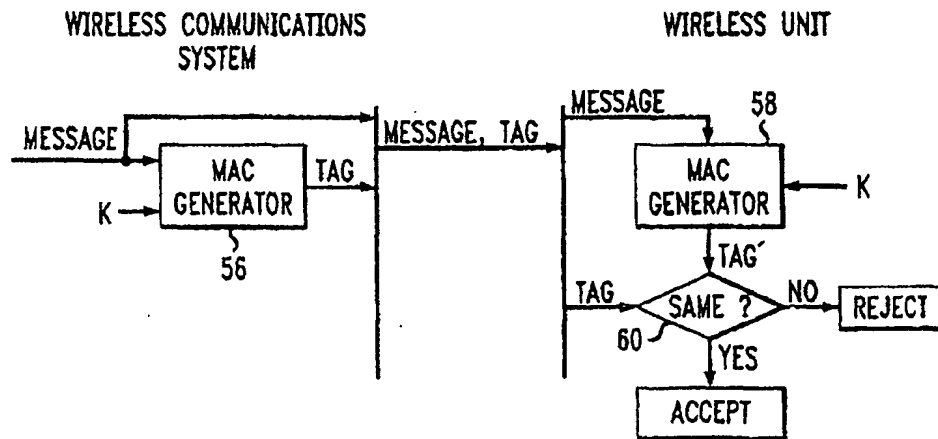 WIRELESS COMMUNICATIONS
SYSTEM
WIRELESS UNIT
MESSAGE
MAC
GENERATOR
K
56
TAG
MESSAGE, TAG
MESSAGE
58
MAC
GENERATOR
K
TAG´
TAG
SAME ?
60
NO
REJECT
YES
ACCEPT